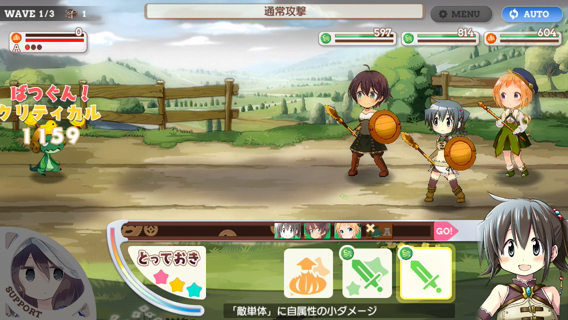 WAVE 1/3
1
通常攻撃
MENU
AUTO
0
A
597
814
604
ばつぐん!
クリティカル
1159
GO!
とっておき
SUPPORT
「敵単体」に自属性の小ダメージ